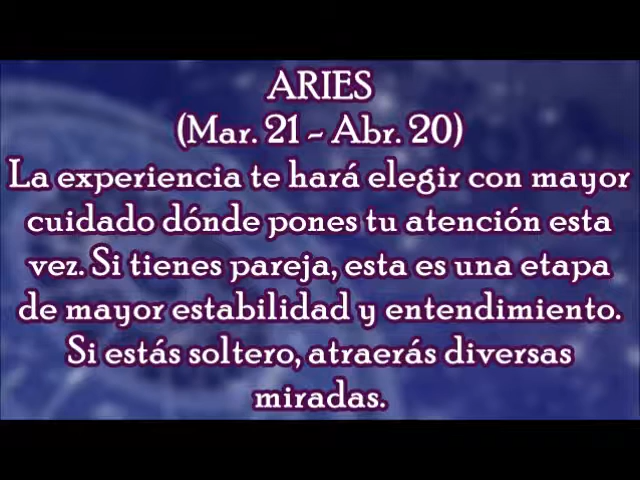 ARIES
(Mar. 21 - Abr. 20)
La experiencia te hará elegir con mayor
cuidado dónde pones tu atención esta
vez. Si tienes pareja, esta es una etapa
de mayor estabilidad y entendimiento.
Si estás soltero, atraerás diversas
miradas.